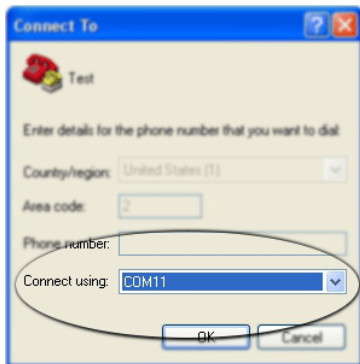 Connect To
Test
Enter details for the phone number that you want to dial:
Country/region: United States (1)
Area code: 2
Phone number:
Connect using: COM11
OK Cancel